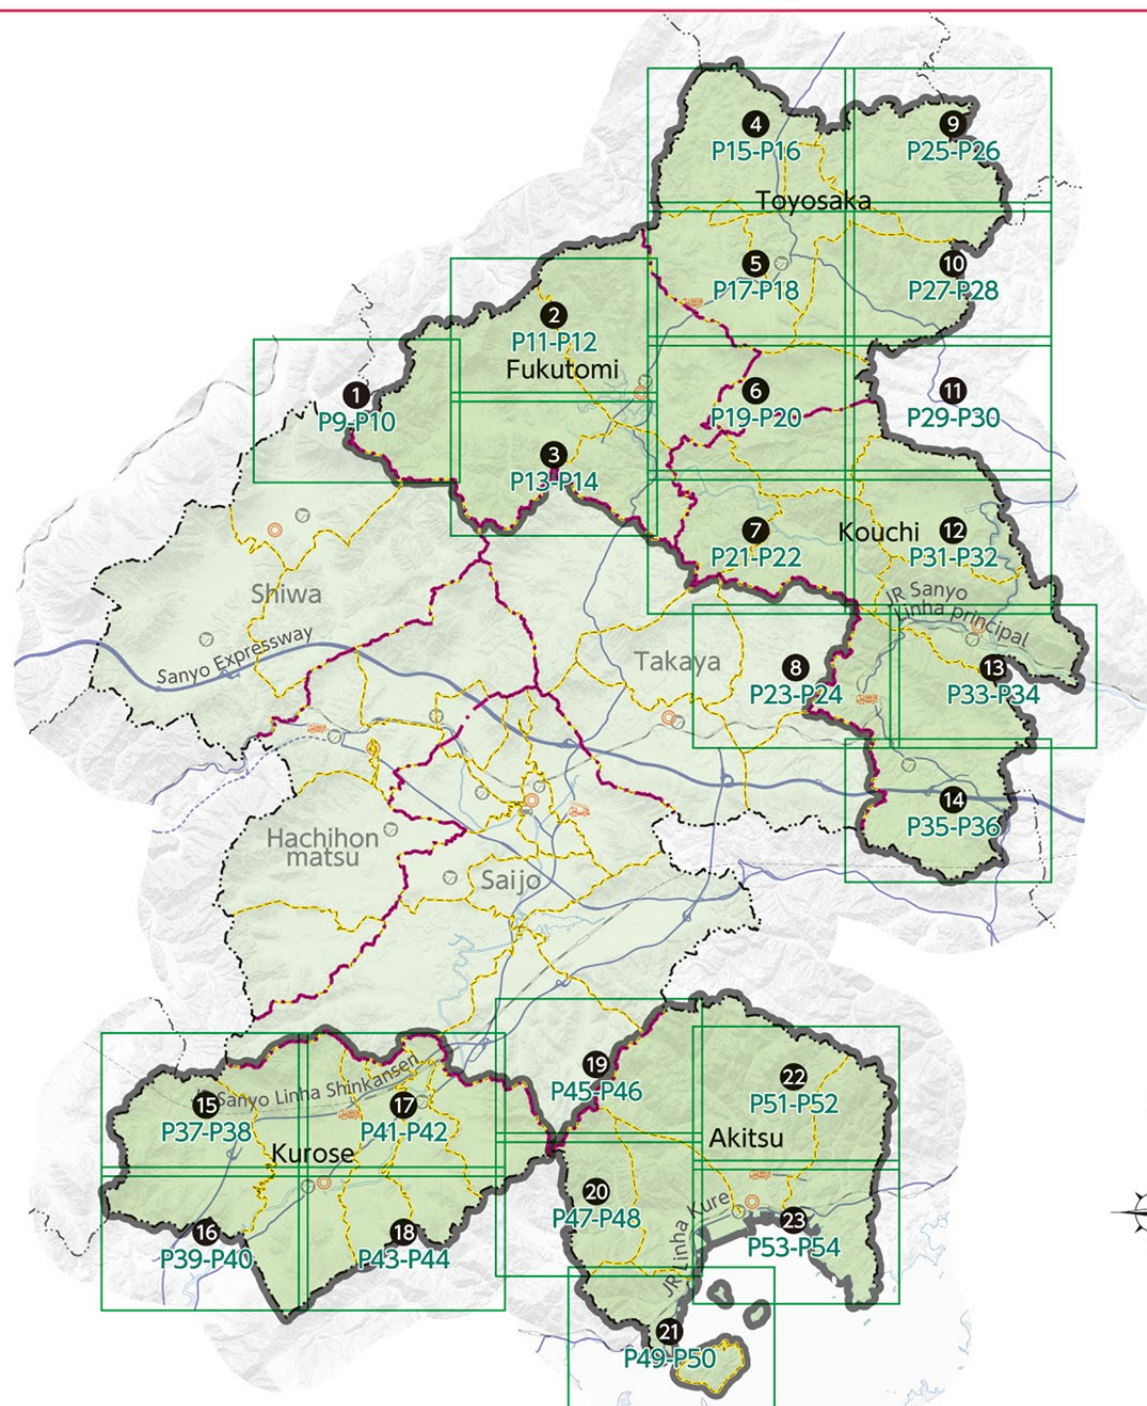 4
P15-P16
9
P25-P26
Toyosaka
5
P17-P18
10
P27-P28
2
P11-P12
Fukutomi
1
P9-P10
6
P19-P20
11
P29-P30
3
P13-P14
7
P21-P22
Kouchi
12
P31-P32
Shiwa
JR Sanyo
Linha principal
Sanyo Expressway
Takaya
8
P23-P24
13
P33-P34
14
P35-P36
Hachihon
matsu
Saijo
19
P45-P46
22
P51-P52
Sanyo Linha Shinkansen
15
P37-P38
17
P41-P42
Kurose
Akitsu
20
P47-P48
16
P39-P40
18
P43-P44
JR Linha Kure
23
P53-P54
21
P49-P50